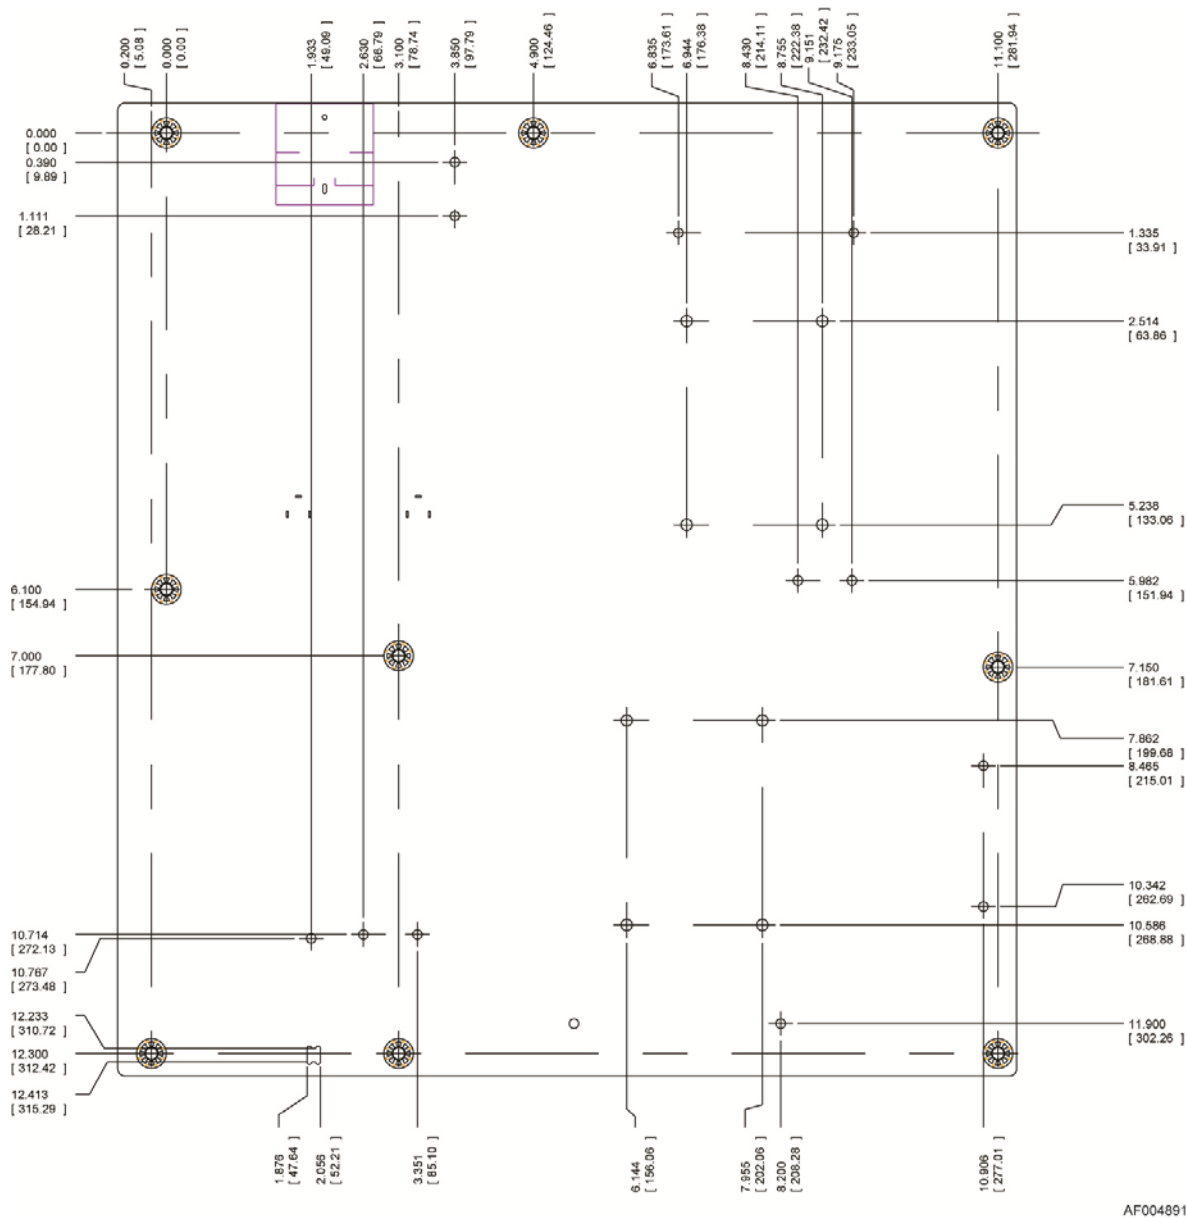 0.200
[ 5.08 ]
0.000
[ 0.00 ]
1.933
[ 49.09 ]
2.630
[ 66.79 ]
3.100
[ 78.74 ]
3.850
[ 97.79 ]
4.900
[ 124.46 ]
6.835
[ 173.61 ]
6.944
[ 176.38 ]
8.430
[ 214.11 ]
8.755
[ 222.38 ]
9.151
[ 232.42 ]
9.175
[ 233.05 ]
11.100
[ 281.94 ]
0.000
[ 0.00 ]
0.390
[ 9.89 ]
1.111
[ 28.21 ]
6.100
[ 154.94 ]
7.000
[ 177.80 ]
10.714
[ 272.13 ]
10.767
[ 273.48 ]
12.233
[ 310.72 ]
12.300
[ 312.42 ]
12.413
[ 315.29 ]
1.335
[ 33.91 ]
2.514
[ 63.86 ]
5.238
[ 133.06 ]
5.982
[ 151.94 ]
7.150
[ 181.61 ]
7.862
[ 199.68 ]
8.465
[ 215.01 ]
10.342
[ 262.69 ]
10.586
[ 268.88 ]
11.900
[ 302.26 ]
1.876
[ 47.64 ]
2.056
[ 52.21 ]
3.351
[ 85.10 ]
6.144
[ 156.06 ]
7.955
[ 202.06 ]
8.200
[ 208.28 ]
10.906
[ 277.01 ]
AF004891